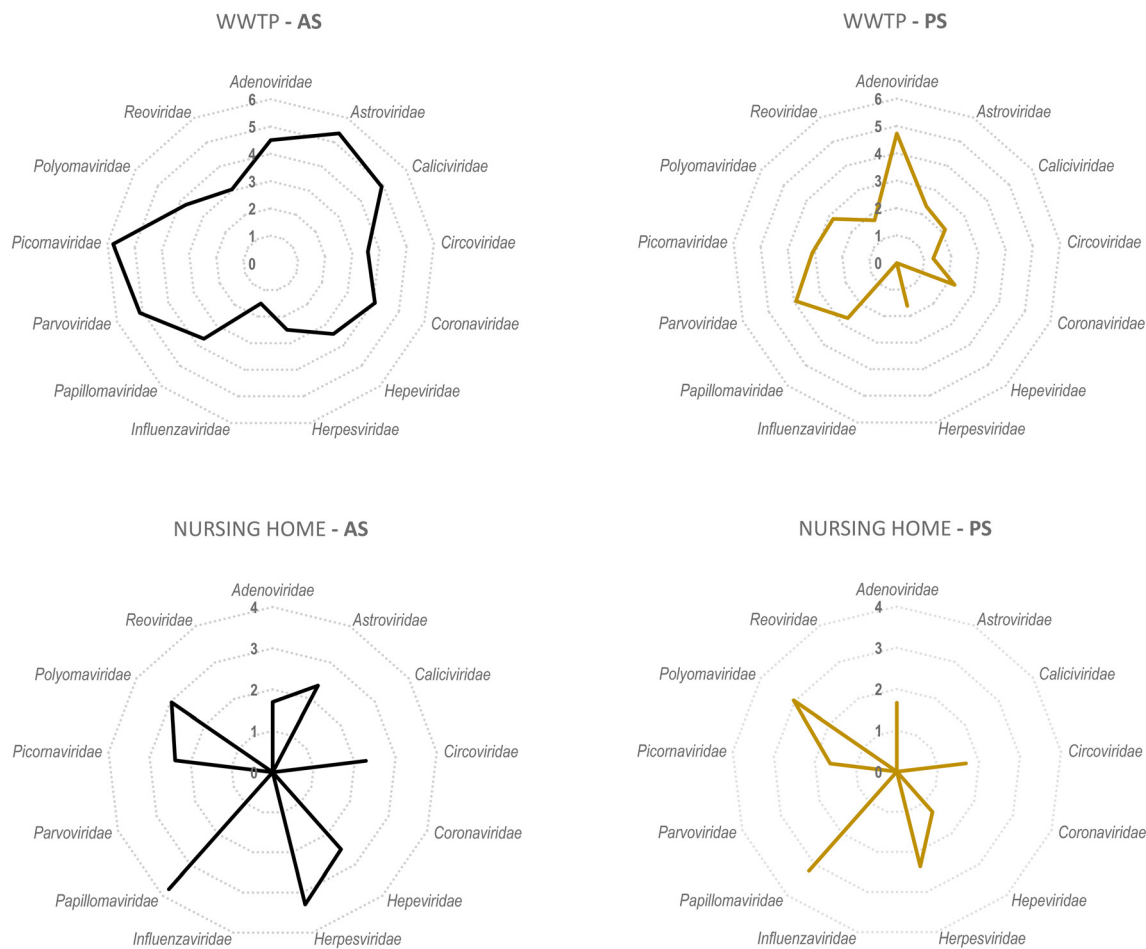 WWTP - AS
Adenoviridae
Astroviridae
Caliciviridae
Circoviridae
Coronaviridae
Hepeviridae
Herpesviridae
Influenzaviridae
Papillomaviridae
Parvoviridae
Picornaviridae
Polyomaviridae
Reoviridae
6
5
4
3
2
1
0
WWTP - PS
Adenoviridae
Astroviridae
Caliciviridae
Circoviridae
Coronaviridae
Hepeviridae
Herpesviridae
Influenzaviridae
Papillomaviridae
Parvoviridae
Picornaviridae
Polyomaviridae
Reoviridae
6
5
4
3
2
1
0
NURSING HOME - AS
Adenoviridae
Astroviridae
Caliciviridae
Circoviridae
Coronaviridae
Hepeviridae
Herpesviridae
Influenzaviridae
Papillomaviridae
Parvoviridae
Picornaviridae
Polyomaviridae
Reoviridae
4
3
2
1
0
NURSING HOME - PS
Adenoviridae
Astroviridae
Caliciviridae
Circoviridae
Coronaviridae
Hepeviridae
Herpesviridae
Influenzaviridae
Papillomaviridae
Parvoviridae
Picornaviridae
Polyomaviridae
Reoviridae
4
3
2
1
0